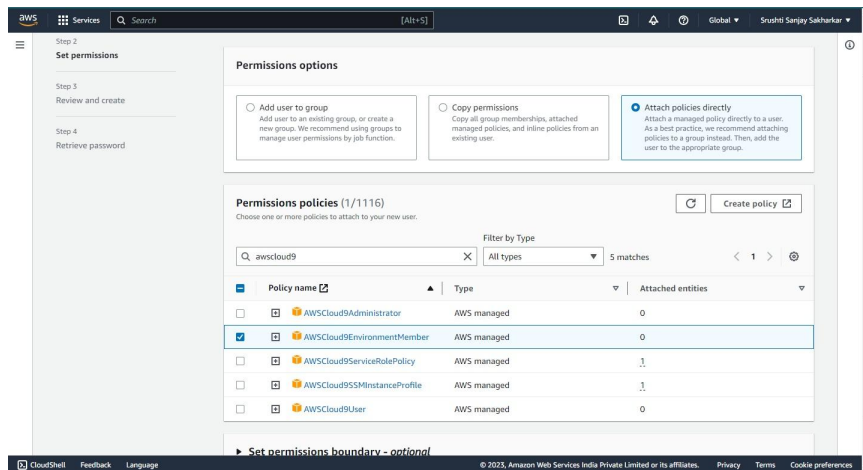 aws
Services
Search
[Alt+S]
Global
Srushti Sanjay Sakharkar
Step 2
Set permissions
Step 3
Review and create
Step 4
Retrieve password
Permissions options
Add user to group
Add user to an existing group, or create a
new group. We recommend using groups to
manage user permissions by job function.
Copy permissions
Copy all group memberships, attached
managed policies, and inline policies from an
existing user.
Attach policies directly
Attach a managed policy directly to a user.
As a best practice, we recommend attaching
policies to a group instead. Then, add the
user to the appropriate group.
Permissions policies (1/1116)
Choose one or more policies to attach to your new user.
Create policy
Filter by Type
awscloud9
All types
5 matches
1
Policy name
Type
Attached entities
AWSCloud9Administrator
AWS managed
0
AWSCloud9EnvironmentMember
AWS managed
0
AWSCloud9ServiceRolePolicy
AWS managed
1
AWSCloud9SSMInstanceProfile
AWS managed
1
AWSCloud9User
AWS managed
0
Set permissions boundary - optional
CloudShell
Feedback
Language
© 2023, Amazon Web Services India Private Limited or its affiliates.
Privacy
Terms
Cookie preferences